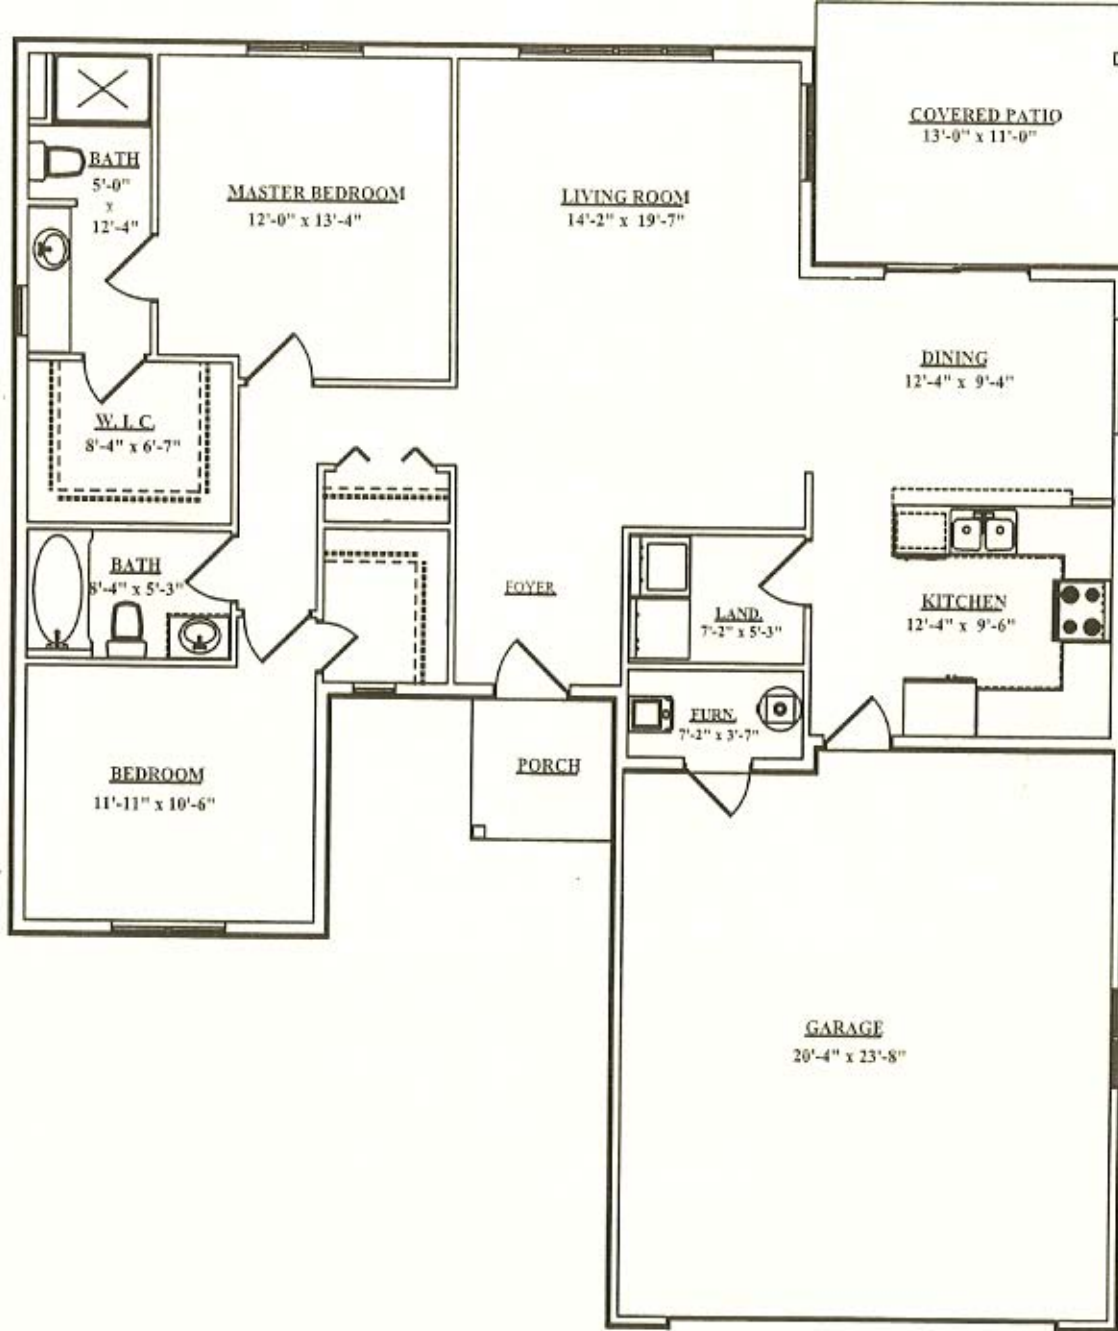 COVERED PATIO
13'-0" x 11'-0"
BATH
5'-0"
x
12'-4"
MASTER BEDROOM
12'-0" x 13'-4"
LIVING ROOM
14'-2" x 19'-7"
DINING
12'-4" x 9'-4"
W. I. C.
8'-4" x 6'-7"
BATH
8'-4" x 5'-3"
FOYER
LAND.
7'-2" x 5'-3"
KITCHEN
12'-4" x 9'-6"
FURN.
7'-2" x 3'-7"
BEDROOM
11'-11" x 10'-6"
PORCH
GARAGE
20'-4" x 23'-8"